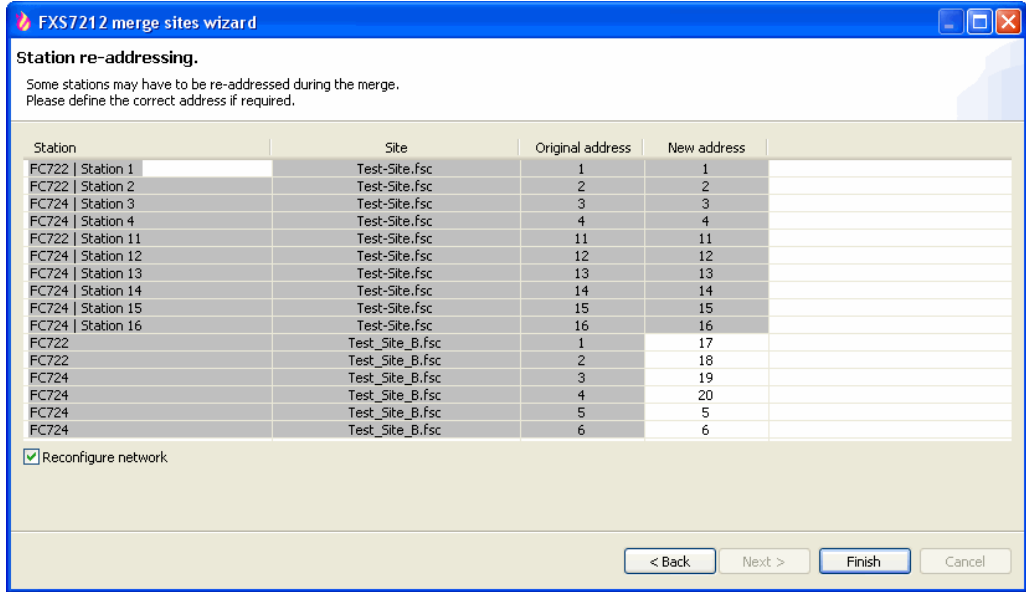 FXS7212 merge sites wizard
Station re-addressing.
Some stations may have to be re-addressed during the merge.
Please define the correct address if required.
Station Site Original address New address
FC722 | Station 1 Test-Site.fsc 1 1
FC722 | Station 2 Test-Site.fsc 2 2
FC724 | Station 3 Test-Site.fsc 3 3
FC724 | Station 4 Test-Site.fsc 4 4
FC722 | Station 11 Test-Site.fsc 11 11
FC724 | Station 12 Test-Site.fsc 12 12
FC724 | Station 13 Test-Site.fsc 13 13
FC724 | Station 14 Test-Site.fsc 14 14
FC724 | Station 15 Test-Site.fsc 15 15
FC724 | Station 16 Test-Site.fsc 16 16
FC722 Test_Site_B.fsc 1 17
FC722 Test_Site_B.fsc 2 18
FC724 Test_Site_B.fsc 3 19
FC724 Test_Site_B.fsc 4 20
FC724 Test_Site_B.fsc 5 5
FC724 Test_Site_B.fsc 6 6
Reconfigure network
< Back Next > Finish Cancel